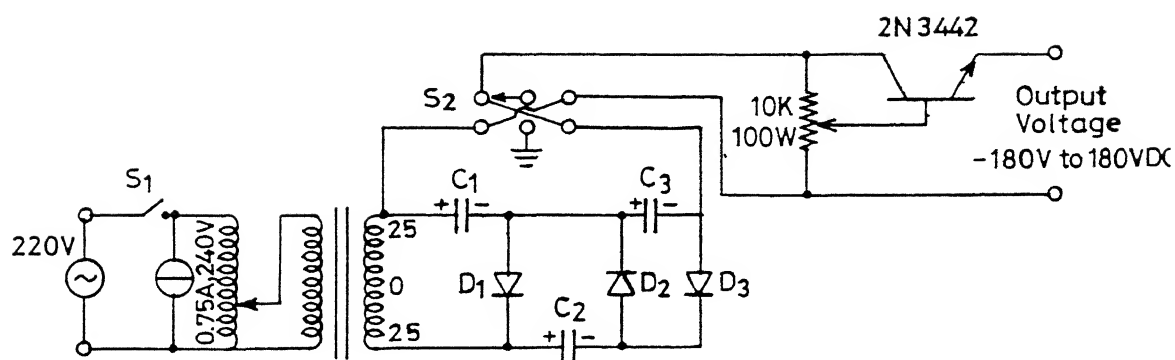 2N3442
S2
10K
100W
Output
Voltage
-180V to 180VDC
S1
C1
C3
+ -
+ -
220V
0.75A,240V
25
0
25
D1
D2
D3
C2
+ -